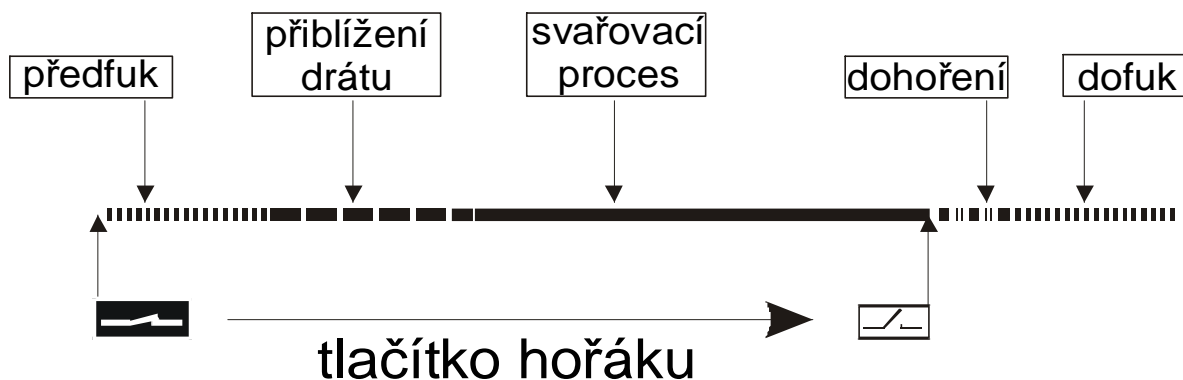 předfuk
přiblížení
drátu
svařovací
proces
dohoření
dofuk
tlačítko hořáku